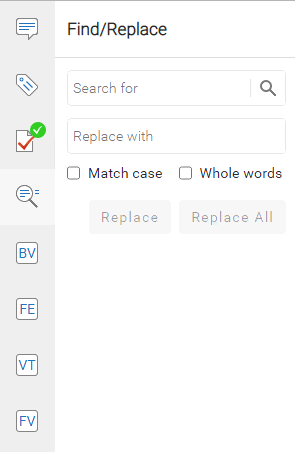 Find/Replace
Search for
Replace with
Match case
Whole words
Replace
Replace All
BV
FE
VT
FV